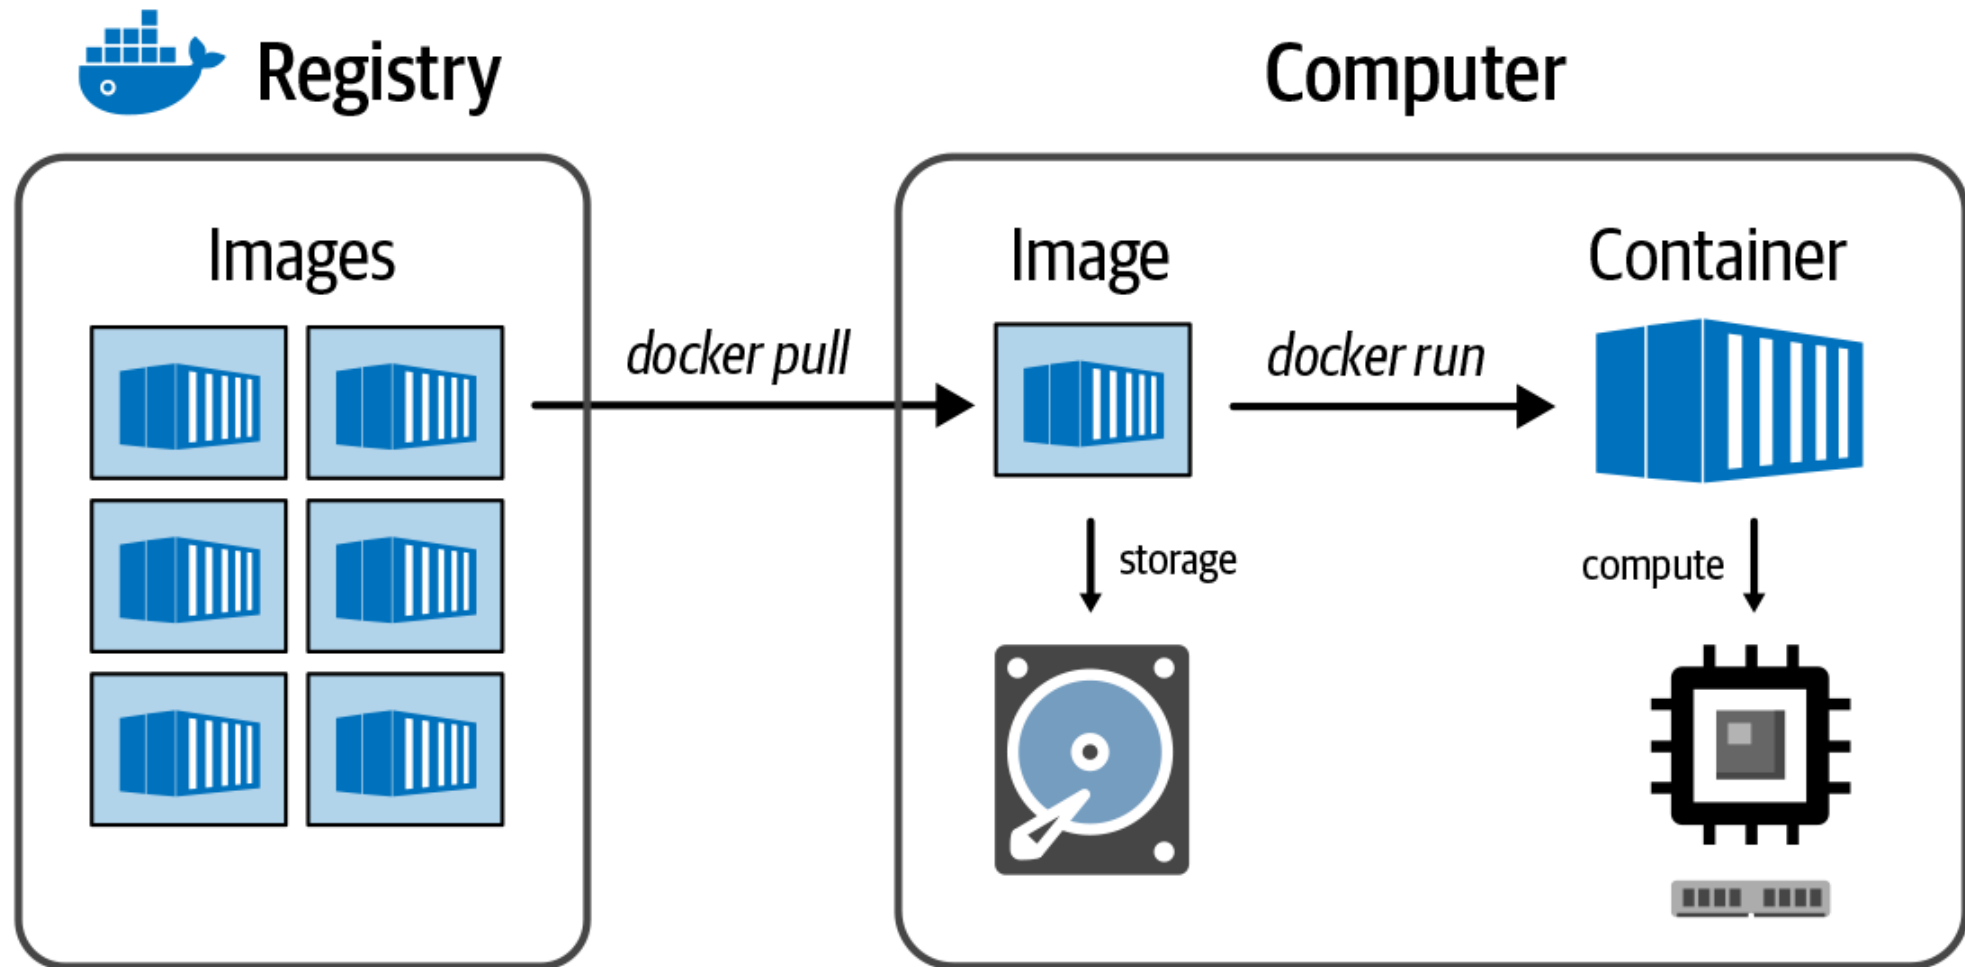 Registry
Computer
Images
Image
Container
docker pull
docker run
storage
compute